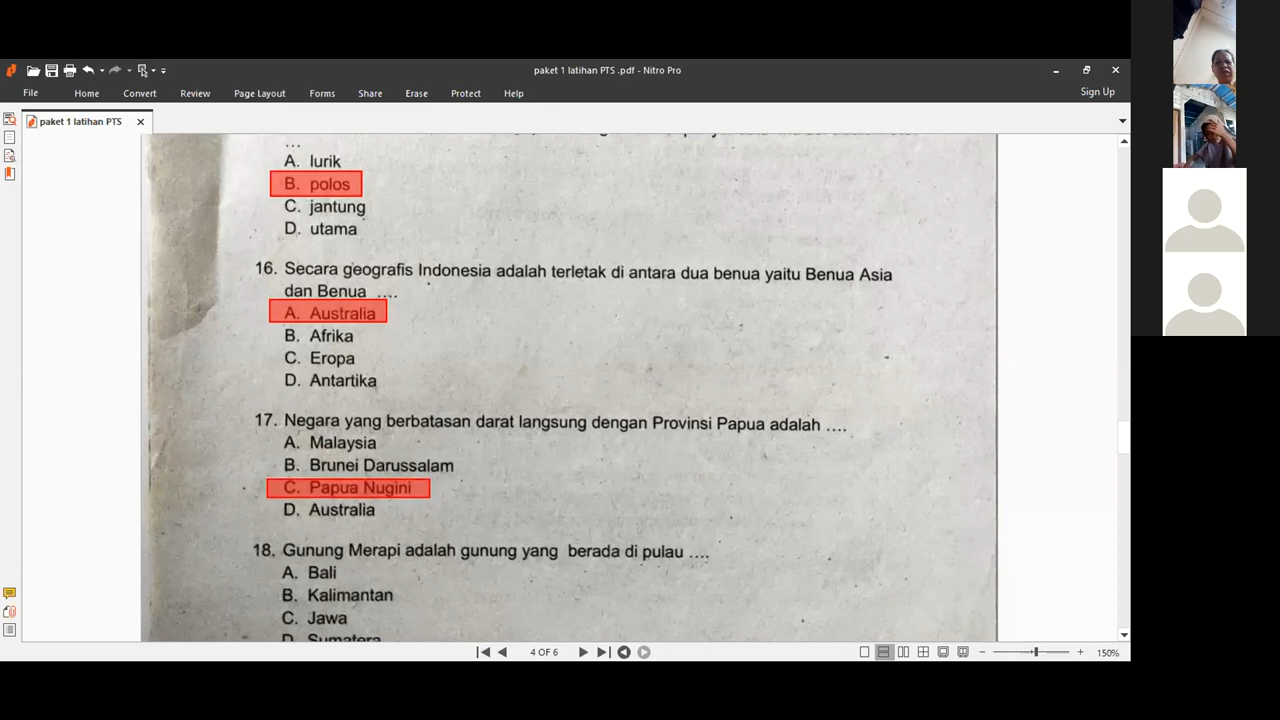 paket 1 latihan PTS .pdf - Nitro Pro
File Home Convert Review Page Layout Forms Share Erase Protect Help
Sign Up
paket 1 latihan PTS
...
A. lurik
B. polos
C. jantung
D. utama
16. Secara geografis Indonesia adalah terletak di antara dua benua yaitu Benua Asia
dan Benua ....
A. Australia
B. Afrika
C. Eropa
D. Antartika
17. Negara yang berbatasan darat langsung dengan Provinsi Papua adalah ....
A. Malaysia
B. Brunei Darussalam
C. Papua Nugini
D. Australia
18. Gunung Merapi adalah gunung yang berada di pulau ....
A. Bali
B. Kalimantan
C. Jawa
D. Sumatera
4 OF 6
150%